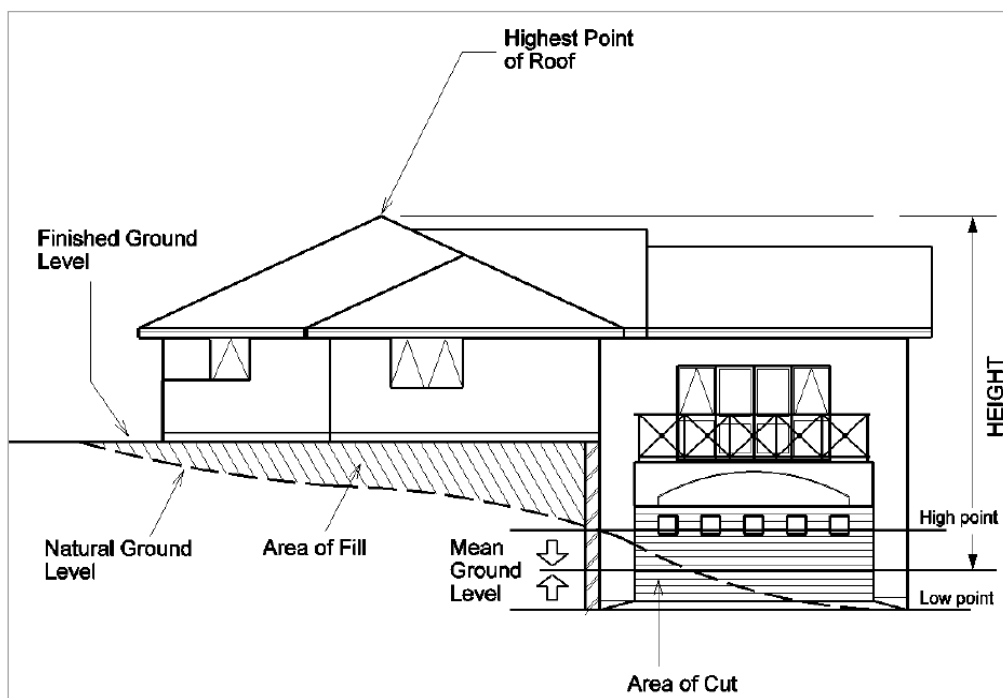 Highest Point
of Roof
Finished Ground
Level
HEIGHT
Natural Ground
Level
Area of Fill
Mean
Ground
Level
High point
Low point
Area of Cut